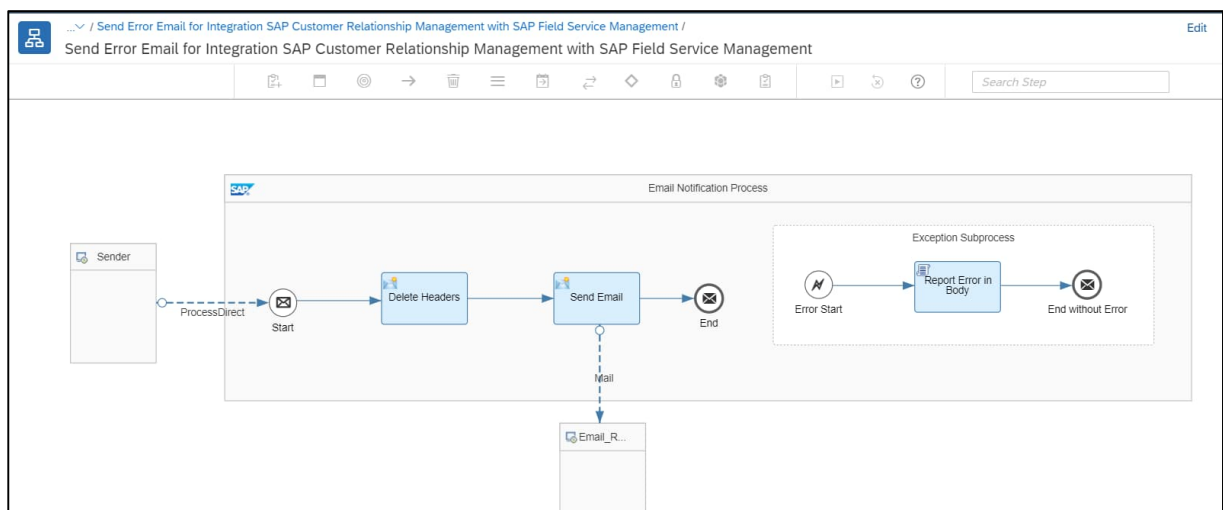 ...∨ / Send Error Email for Integration SAP Customer Relationship Management with SAP Field Service Management /
Edit
Send Error Email for Integration SAP Customer Relationship Management with SAP Field Service Management
Search Step
SAP
Email Notification Process
Exception Subprocess
Sender
Delete Headers
Send Email
Report Error in
Body
ProcessDirect
Start
End
Error Start
End without Error
Mail
Email_R...